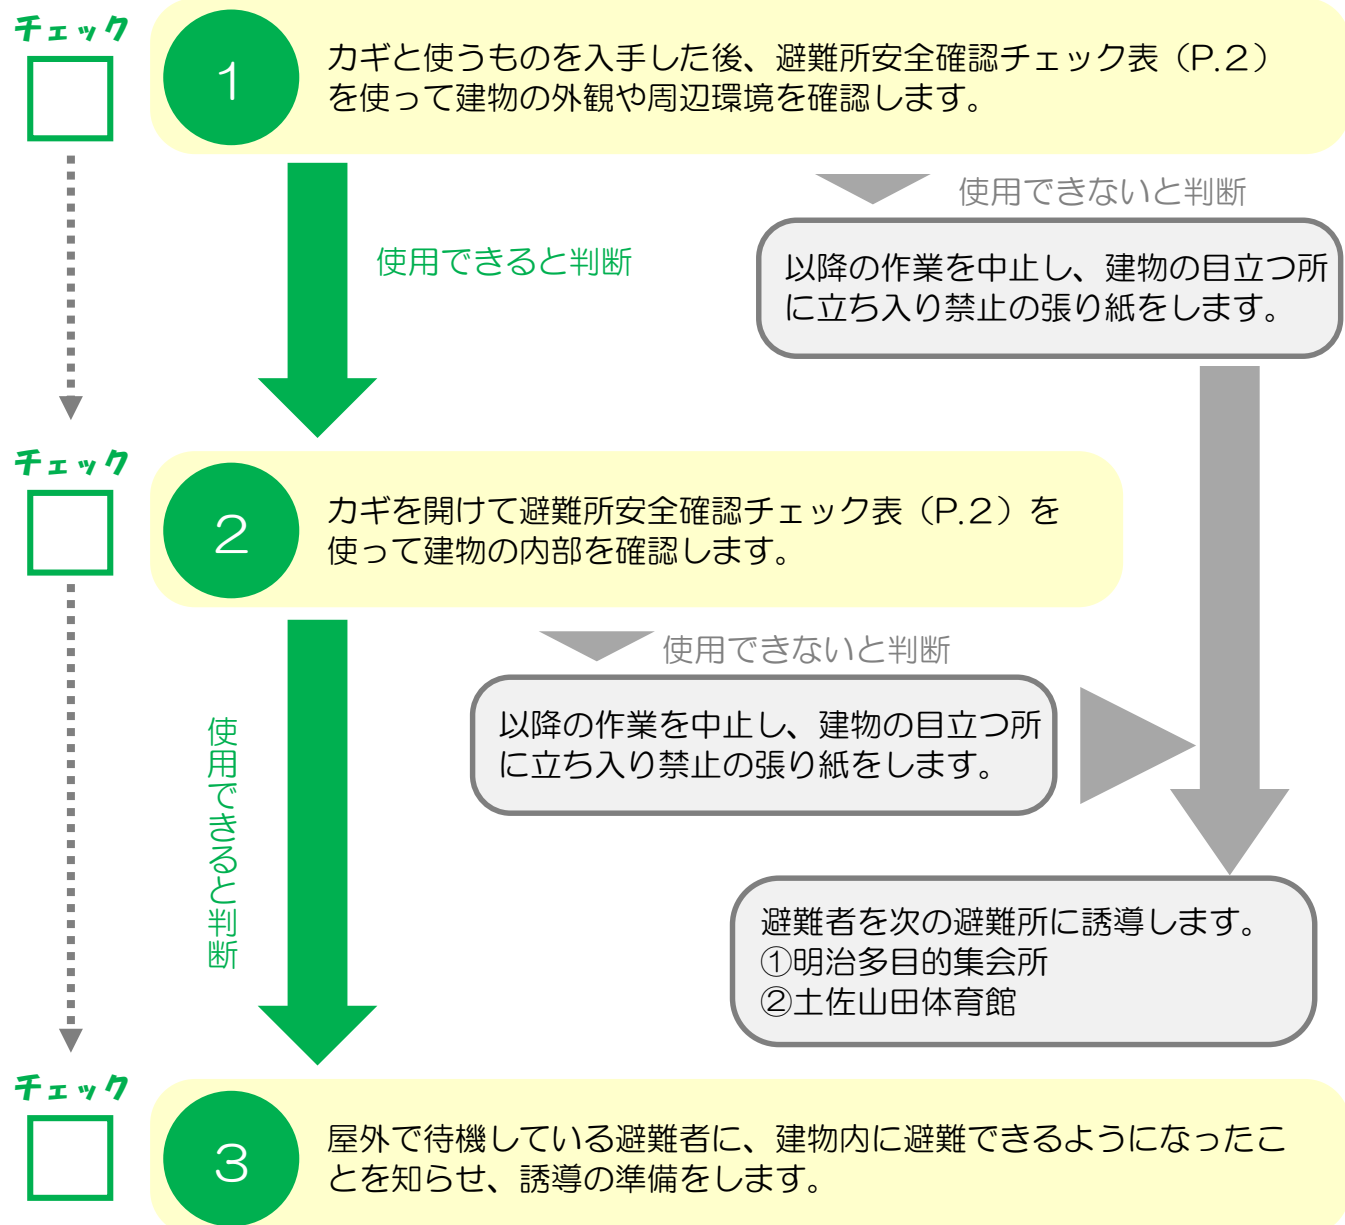 チェック
1
カギと使うものを入手した後、避難所安全確認チェック表（P.２）
を使って建物の外観や周辺環境を確認します。
使用できると判断
使用できないと判断
以降の作業を中止し、建物の目立つ所
に立ち入り禁止の張り紙をします。
チェック
2
カギを開けて避難所安全確認チェック表（P.２）を
使って建物の内部を確認します。
使用できると判断
使用できないと判断
以降の作業を中止し、建物の目立つ所
に立ち入り禁止の張り紙をします。
避難者を次の避難所に誘導します。
①明治多目的集会所
②土佐山田体育館
チェック
3
屋外で待機している避難者に、建物内に避難できるようになったこ
とを知らせ、誘導の準備をします。